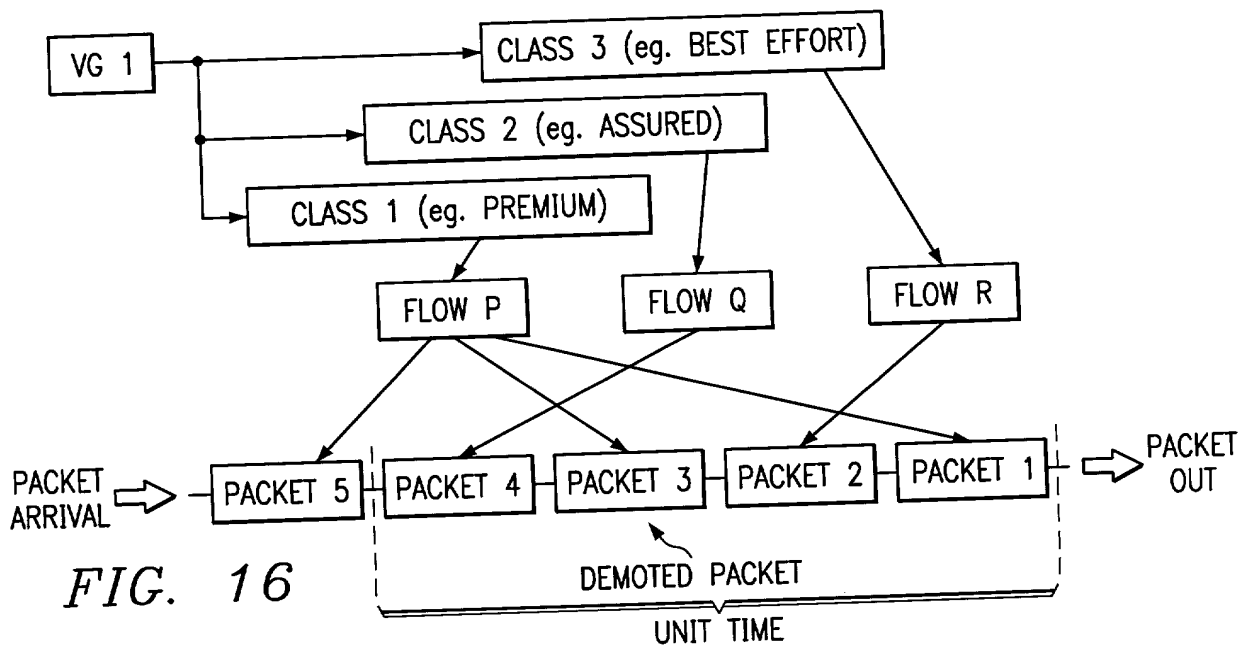 VG 1
CLASS 3 (eg. BEST EFFORT)
CLASS 2 (eg. ASSURED)
CLASS 1 (eg. PREMIUM)
FLOW P
FLOW Q
FLOW R
PACKET
ARRIVAL
PACKET 5
PACKET 4
PACKET 3
PACKET 2
PACKET 1
PACKET
OUT
DEMOTED PACKET
UNIT TIME
FIG. 16